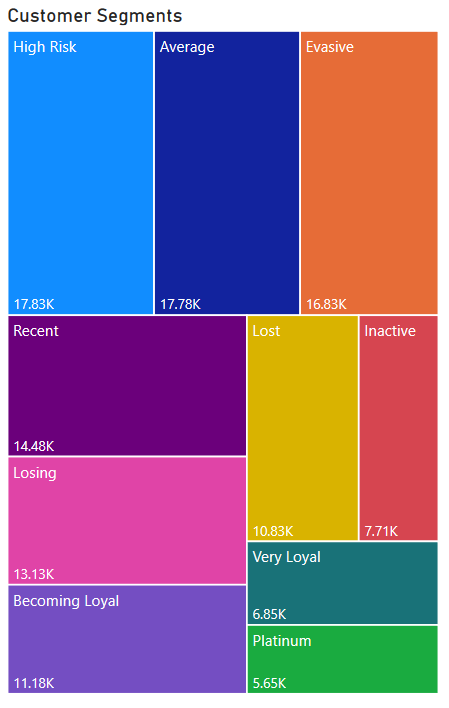 Customer Segments
High Risk
17.83K
Average
17.78K
Evasive
16.83K
Recent
14.48K
Losing
13.13K
Becoming Loyal
11.18K
Lost
10.83K
Inactive
7.71K
Very Loyal
6.85K
Platinum
5.65K